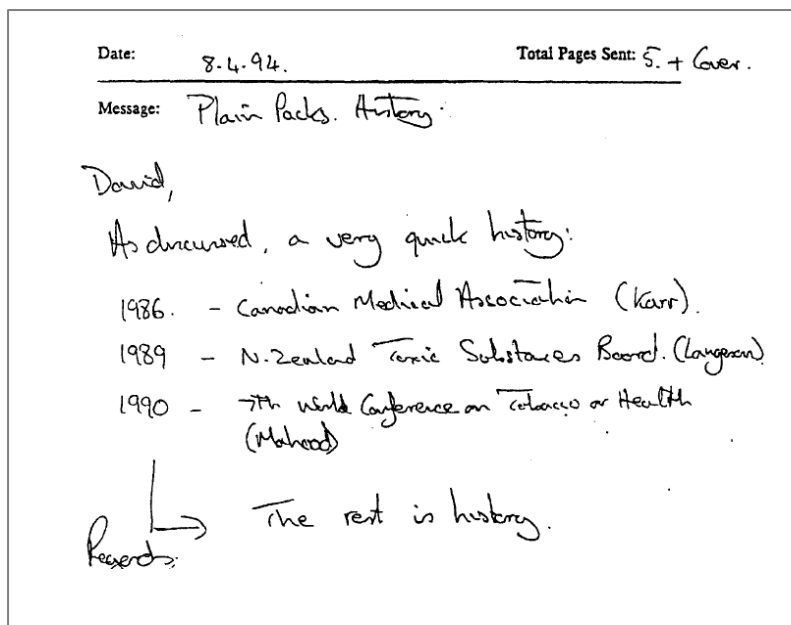 Date: 8.4.94. Total Pages Sent: 5. + Cover.
Message: Plain Packs. History.
David,
As discussed, a very quick history:
1986. - Canadian Medical Association (Karr).
1989 - N. Zealand Toxic Substances Board. (Laugesen)
1990 - 7th World Conference on Tobacco or Health
(Mahood)
The rest is history.
Regards.